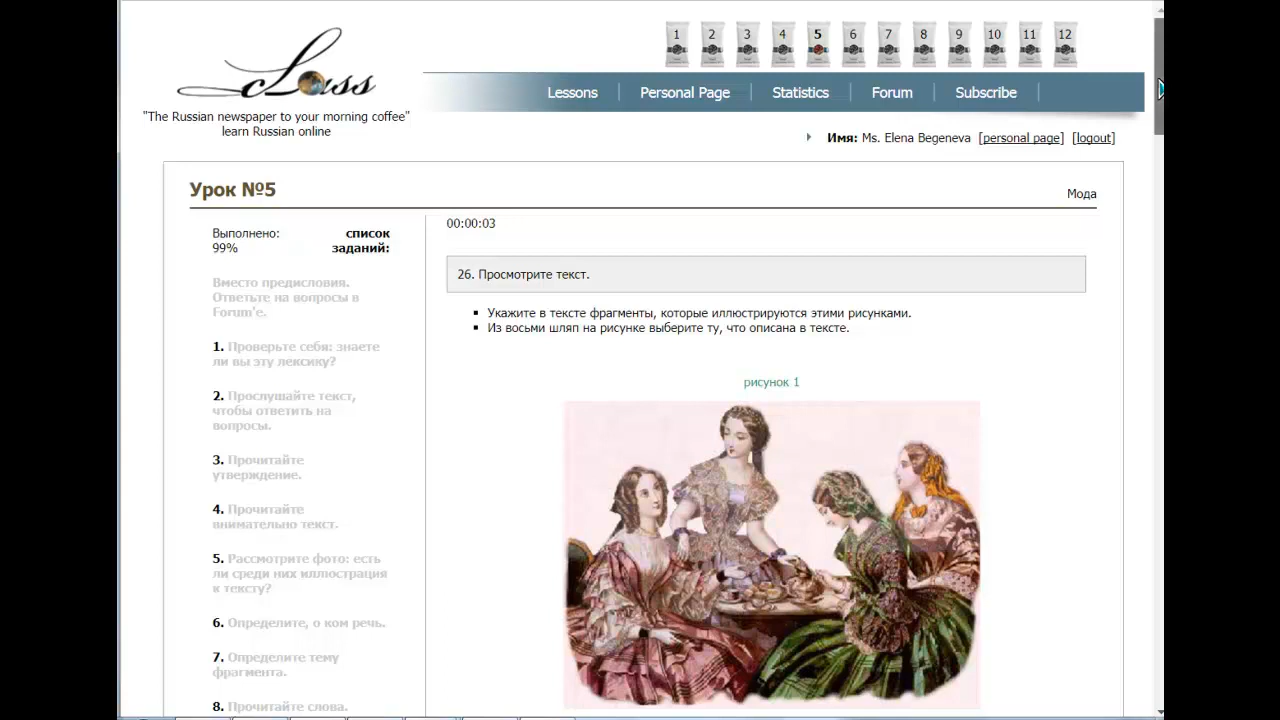 1 2 3 4 5 6 7 8 9 10 11 12
cLass
Lessons Personal Page Statistics Forum Subscribe
"The Russian newspaper to your morning coffee"
learn Russian online
Имя: Ms. Elena Begeneva [personal page] [logout]
Урок №5
Мода
Выполнено: список
99% заданий:
00:00:03
26. Просмотрите текст.
Вместо предисловия.
Ответьте на вопросы в
Forum'е.
Укажите в тексте фрагменты, которые иллюстрируются этими рисунками.
Из восьми шляп на рисунке выберите ту, что описана в тексте.
1. Проверьте себя: знаете
ли вы эту лексику?
рисунок 1
2. Прослушайте текст,
чтобы ответить на
вопросы.
3. Прочитайте
утверждение.
4. Прочитайте
внимательно текст.
5. Рассмотрите фото: есть
ли среди них иллюстрация
к тексту?
6. Определите, о ком речь.
7. Определите тему
фрагмента.
8. Прочитайте слова.